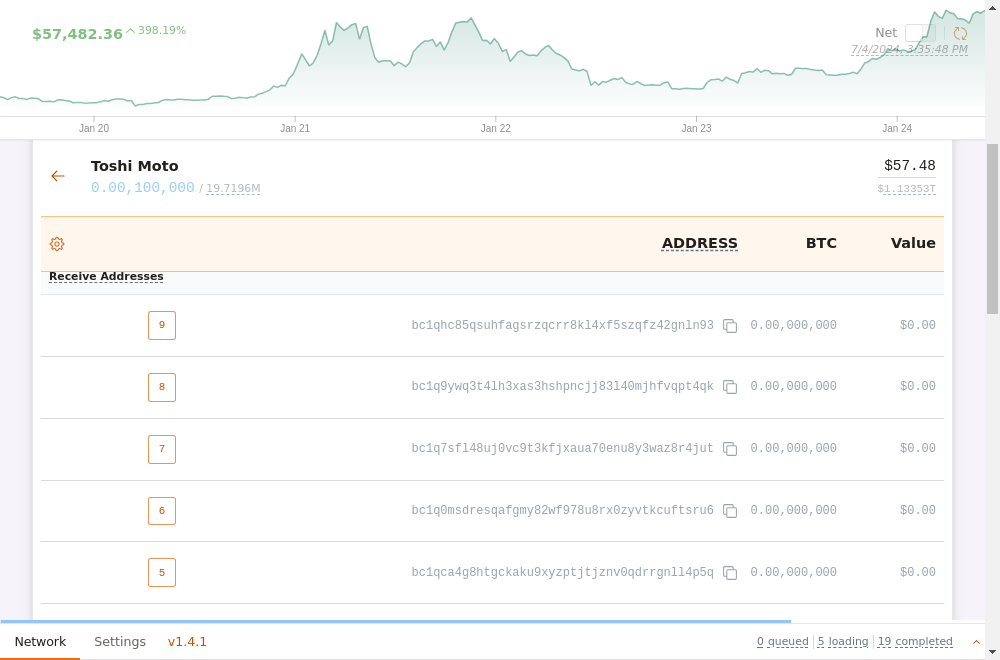 $57,482.36 398.19%
Net
7/4/2024, 3:35:48 PM
Jan 20 Jan 21 Jan 22 Jan 23 Jan 24
Toshi Moto $57.48
0.00,100,000 / 19.7196M $1.13353T
ADDRESS BTC Value
Receive Addresses
9 bc1qhc85qsuhfagsrzqcrr8kl4xf5szqfz42gnln93 0.00,000,000 $0.00
8 bc1q9ywq3t4lh3xas3hshpncjj83l40mjhfvqpt4qk 0.00,000,000 $0.00
7 bc1q7sfl48uj0vc9t3kfjxaua70enu8y3waz8r4jut 0.00,000,000 $0.00
6 bc1q0msdresqafgmy82wf978u8rx0zyvtkcuftsru6 0.00,000,000 $0.00
5 bc1qca4g8htgckaku9xyzptjtjznv0qdrrgnll4p5q 0.00,000,000 $0.00
Network Settings v1.4.1 0 queued 5 loading 19 completed